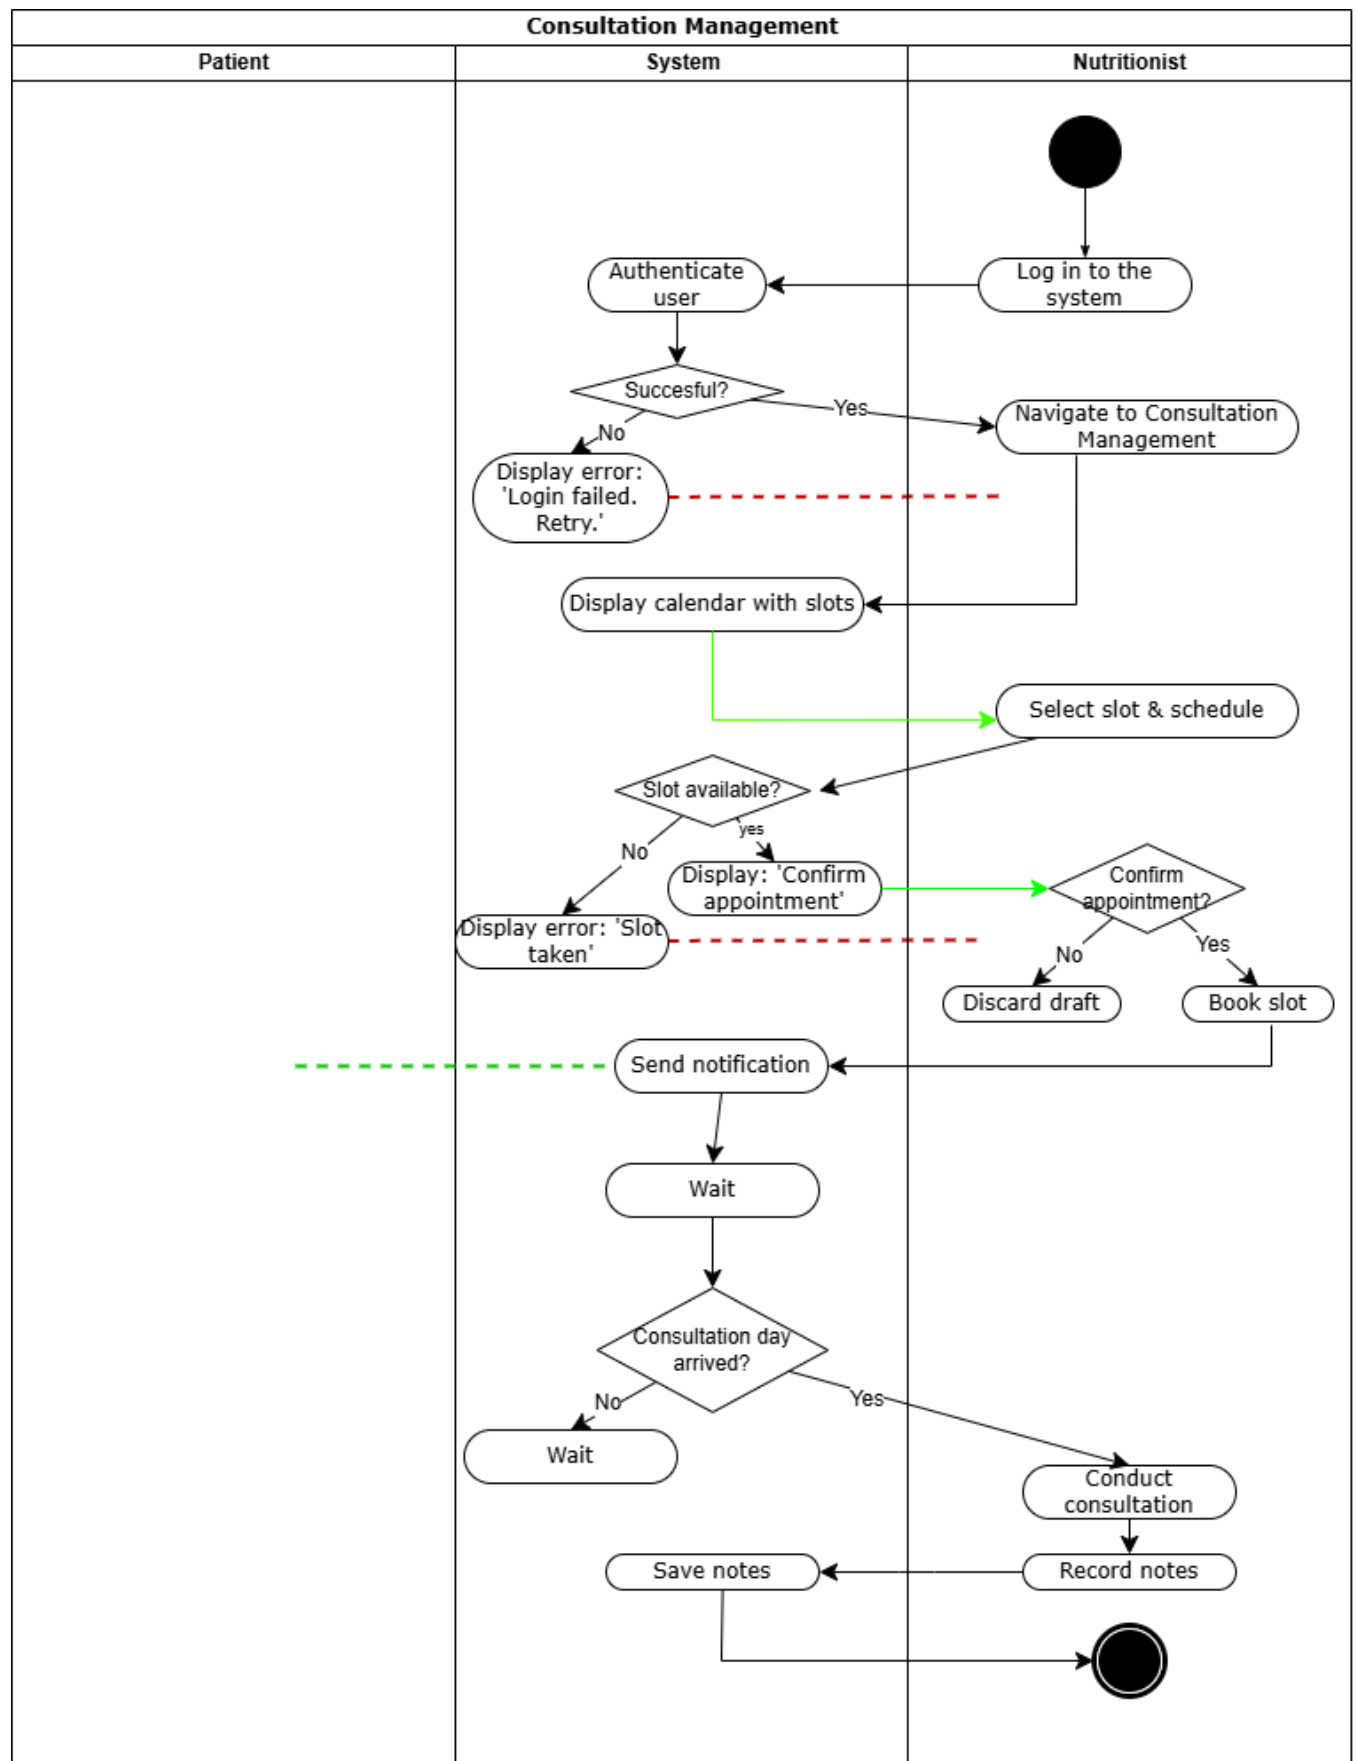 Consultation Management
Patient
System
Nutritionist
Log in to the
system
Authenticate
user
Succesful?
Yes
No
Navigate to Consultation
Management
Display error:
'Login failed.
Retry.'
Display calendar with slots
Select slot & schedule
Slot available?
yes
No
Display: 'Confirm
appointment'
Confirm
appointment?
Display error: 'Slot
taken'
No
Yes
Discard draft
Book slot
Send notification
Wait
Consultation day
arrived?
No
Yes
Wait
Conduct
consultation
Record notes
Save notes